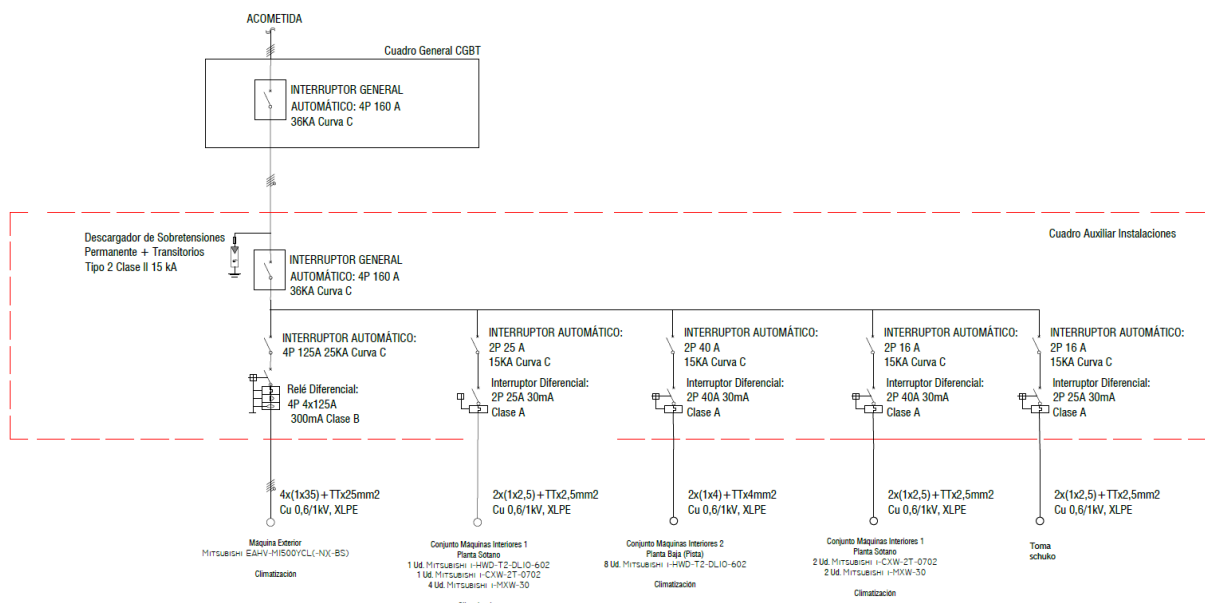 ACOMETIDA
Cuadro General CGBT
INTERRUPTOR GENERAL
AUTOMÁTICO: 4P 160 A
36KA Curva C
Descargador de Sobretensiones
Permanente + Transitorios
Tipo 2 Clase II 15 kA
Cuadro Auxiliar Instalaciones
INTERRUPTOR GENERAL
AUTOMÁTICO: 4P 160 A
36KA Curva C
INTERRUPTOR AUTOMÁTICO:
4P 125A 25KA Curva C
Relé Diferencial:
4P 4x125A
300mA Clase B
4x(1x35)+TTx25mm2
Cu 0,6/1kV, XLPE
Máquina Exterior
MITSUBISHI EAHV-M1500YCL(-N)(-BS)
Climatización
INTERRUPTOR AUTOMÁTICO:
2P 25 A
15KA Curva C
Interruptor Diferencial:
2P 25A 30mA
Clase A
2x(1x2,5)+TTx2,5mm2
Cu 0,6/1kV, XLPE
Conjunto Máquinas Interiores 1
Planta Sótano
1 Ud. MITSUBISHI I-HWD-T2-DLIO-602
1 Ud. MITSUBISHI I-CXW-2T-0702
4 Ud. MITSUBISHI I-MXW-30
INTERRUPTOR AUTOMÁTICO:
2P 40 A
15KA Curva C
Interruptor Diferencial:
2P 40A 30mA
Clase A
2x(1x4)+TTx4mm2
Cu 0,6/1kV, XLPE
Conjunto Máquinas Interiores 2
Planta Baja (Pista)
8 Ud. MITSUBISHI I-HWD-T2-DLIO-602
Climatización
INTERRUPTOR AUTOMÁTICO:
2P 16 A
15KA Curva C
Interruptor Diferencial:
2P 40A 30mA
Clase A
2x(1x2,5)+TTx2,5mm2
Cu 0,6/1kV, XLPE
Conjunto Máquinas Interiores 1
Planta Sótano
2 Ud. MITSUBISHI I-CXW-2T-0702
2 Ud. MITSUBISHI I-MXW-30
Climatización
INTERRUPTOR AUTOMÁTICO:
2P 16 A
15KA Curva C
Interruptor Diferencial:
2P 25A 30mA
Clase A
2x(1x2,5)+TTx2,5mm2
Cu 0,6/1kV, XLPE
Toma
schuko